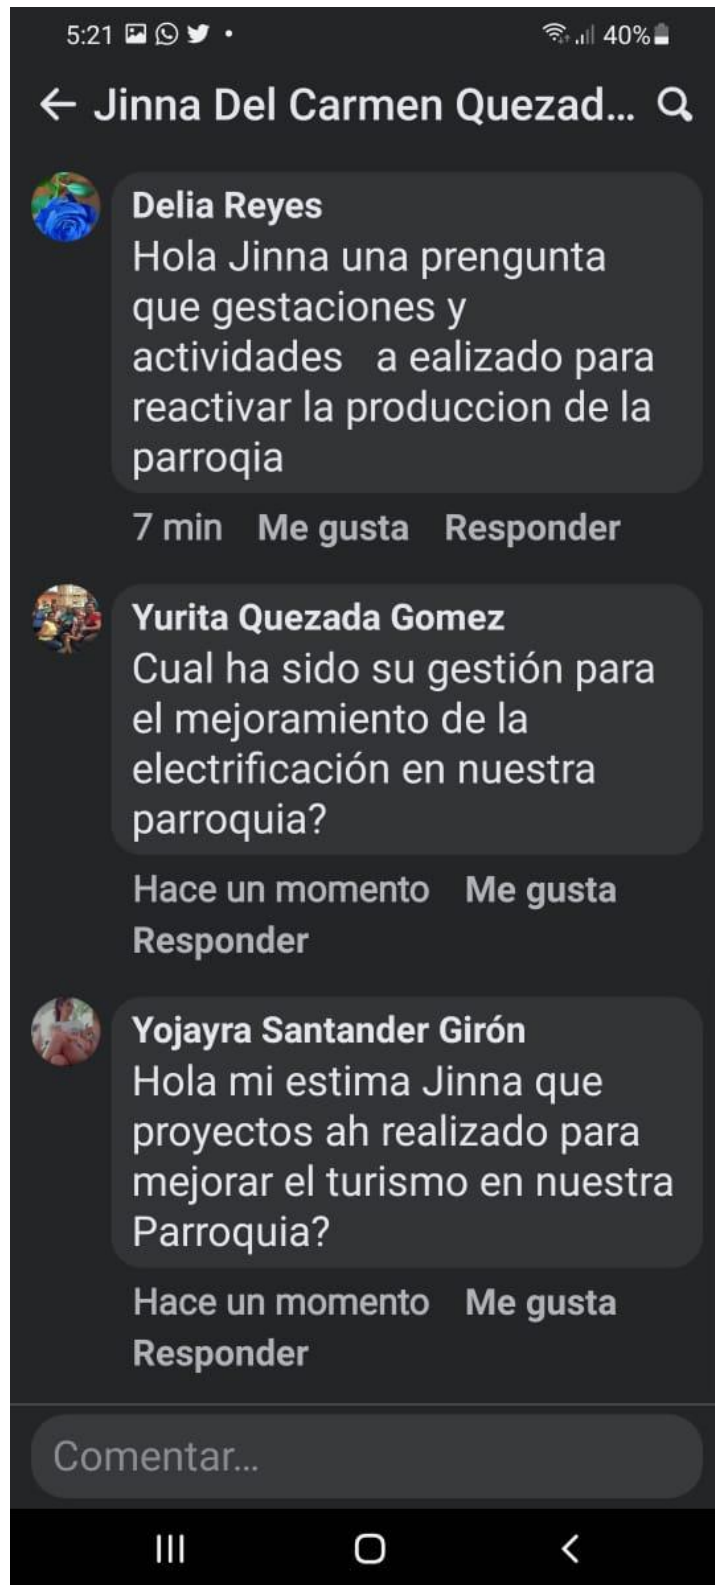 5:21
40%
Jinna Del Carmen Quezad...
Delia Reyes
Hola Jinna una prengunta
que gestaciones y
actividades   a ealizado para
reactivar la produccion de la
parroqia
7 min Me gusta Responder
Yurita Quezada Gomez
Cual ha sido su gestión para
el mejoramiento de la
electrificación en nuestra
parroquia?
Hace un momento Me gusta
Responder
Yojayra Santander Girón
Hola mi estima Jinna que
proyectos ah realizado para
mejorar el turismo en nuestra
Parroquia?
Hace un momento Me gusta
Responder
Comentar...